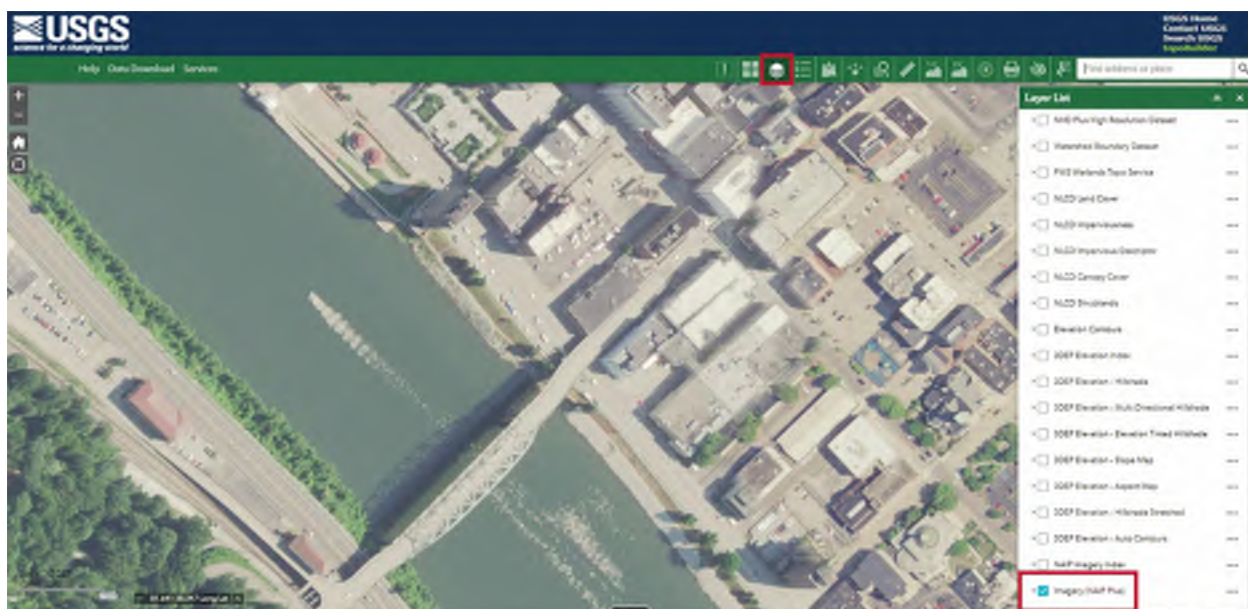 USGS
science for a changing world
USGS Home
Contact USGS
Search USGS
topoBuilder
Help Data Download Services
Find address or place
Layer List
NHD Plus High Resolution Dataset
Watershed Boundary Dataset
FWS Wetlands Topo Service
NLCD Land Cover
NLCD Imperviousness
NLCD Impervious Descriptor
NLCD Canopy Cover
NLCD Shrublands
Elevation Contours
3DEP Elevation Index
3DEP Elevation - Hillshade
3DEP Elevation - Multi Directional Hillshade
3DEP Elevation - Elevation Tinted Hillshade
3DEP Elevation - Slope Map
3DEP Elevation - Aspect Map
3DEP Elevation - Hillshade Stretched
3DEP Elevation - Auto Contours
NAIP Imagery Index
Imagery (NAIP Plus)